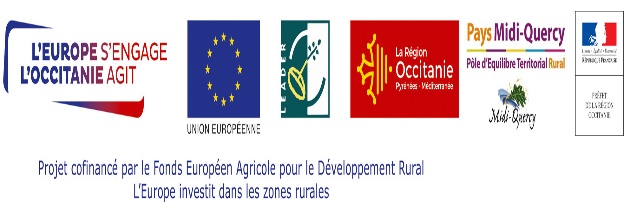 L'EUROPE S'ENGAGE
L'OCCITANIE AGIT
UNION EUROPÉENNE
LEADER
La Région
Occitanie
Pyrénées - Méditerranée
Pays Midi-Quercy
Pôle d'Equilibre Territorial Rural
Midi-Quercy
Liberté • Égalité • Fraternité
RÉPUBLIQUE FRANÇAISE
PRÉFET
DE LA RÉGION
OCCITANIE
Projet cofinancé par le Fonds Européen Agricole pour le Développement Rural
L'Europe investit dans les zones rurales